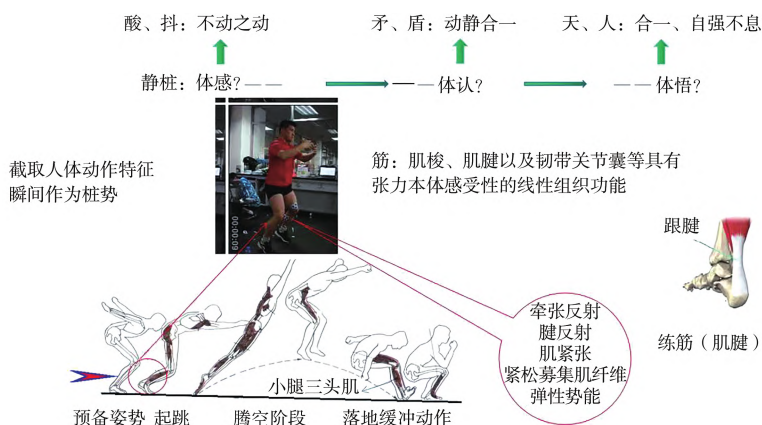 酸、抖：不动之动
矛、盾：动静合一
天、人：合一、自强不息
静桩：体感？——
——体认？
——体悟？
截取人体动作特征
瞬间作为桩势
00:00:09
筋：肌梭、肌腱以及韧带关节囊等具有
张力本体感受性的线性组织功能
跟腱
牵张反射
腱反射
肌紧张
紧松募集肌纤维
弹性势能
练筋（肌腱）
小腿三头肌
预备姿势 起跳 腾空阶段 落地缓冲动作